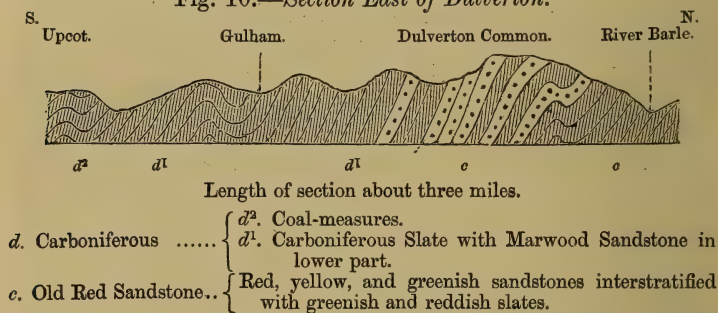 Fig. 10.—Section East of Dulverton.
S. N.
Upcot. Gulham. Dulverton Common. River Barle.
d² d¹ d¹ c c
Length of section about three miles.
d. Carboniferous ...... { d². Coal-measures.
d¹. Carboniferous Slate with Marwood Sandstone in
lower part.
c. Old Red Sandstone.. { Red, yellow, and greenish sandstones interstratified
with greenish and reddish slates.